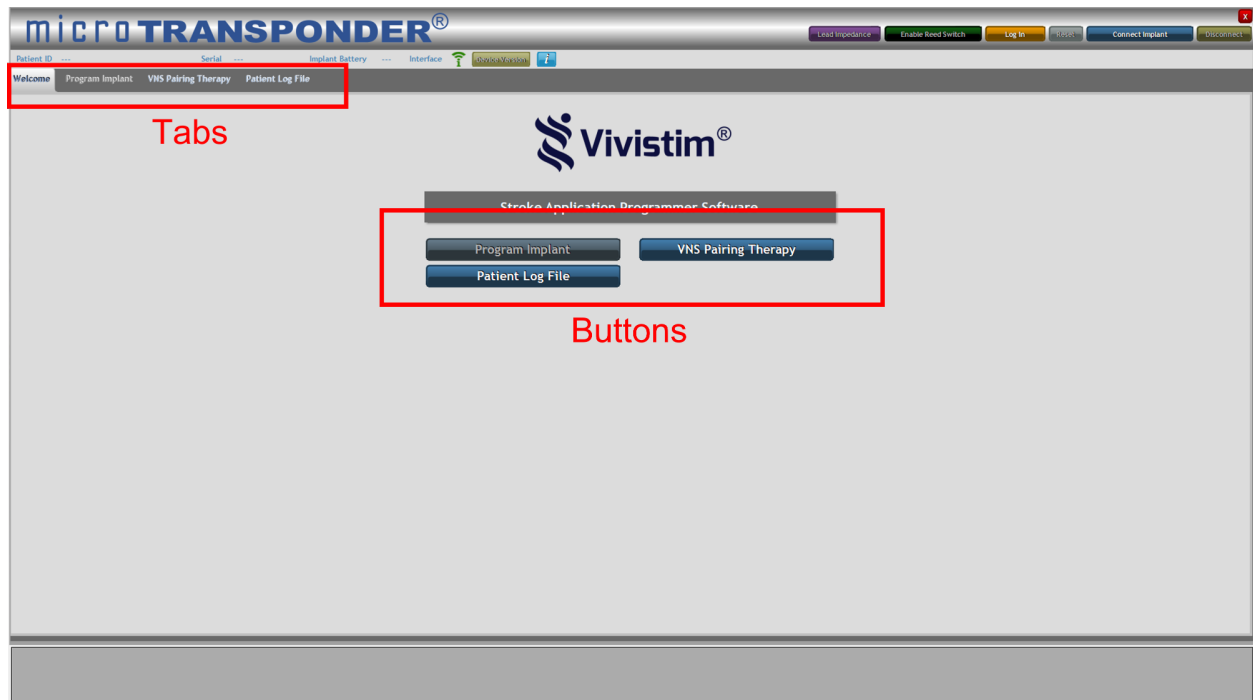 microTRANSPONDER®
X
Lead Impedance Enable Reed Switch Log In Reset Connect Implant Disconnect
Patient ID --- Serial --- Implant Battery --- Interface Device Version i
Welcome Program Implant VNS Pairing Therapy Patient Log File
Tabs
Vivistim®
Stroke Application Programmer Software
Program Implant VNS Pairing Therapy
Patient Log File
Buttons